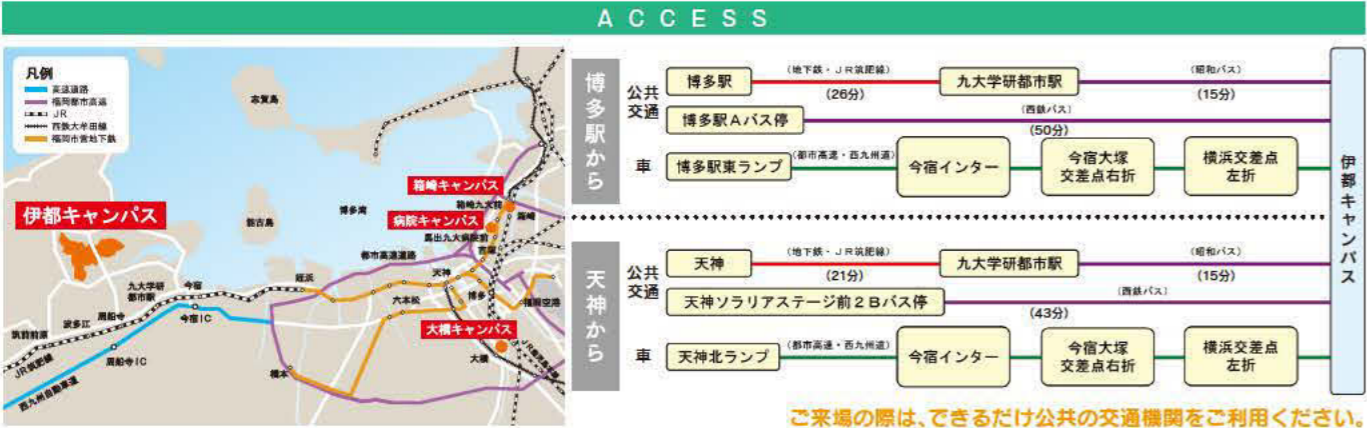 ACCESS
凡例
高速道路
福岡都市高速
JR
西鉄大牟田線
福岡市営地下鉄
志賀島
能古島
博多湾
伊都キャンパス
箱崎キャンパス
箱崎九大前
箱崎
病院キャンパス
馬出九大病院前
吉塚
都市高速道路
天神
博多
福岡空港
姪浜
六本松
大橋キャンパス
大橋
橋本
九大学研
都市駅
今宿
今宿IC
周船寺
波多江
筑前前原
周船寺IC
JR筑肥線
西九州自動車道
博多駅から
公共
交通
博多駅
(地下鉄・JR筑肥線)
(26分)
九大学研都市駅
(昭和バス)
(15分)
博多駅Aバス停
(西鉄バス)
(50分)
車
博多駅東ランプ
(都市高速・西九州道)
今宿インター
今宿大塚
交差点右折
横浜交差点
左折
天神から
公共
交通
天神
(地下鉄・JR筑肥線)
(21分)
九大学研都市駅
(昭和バス)
(15分)
天神ソラリアステージ前2Bバス停
(西鉄バス)
(43分)
車
天神北ランプ
(都市高速・西九州道)
今宿インター
今宿大塚
交差点右折
横浜交差点
左折
伊都キャンパス
ご来場の際は、できるだけ公共の交通機関をご利用ください。